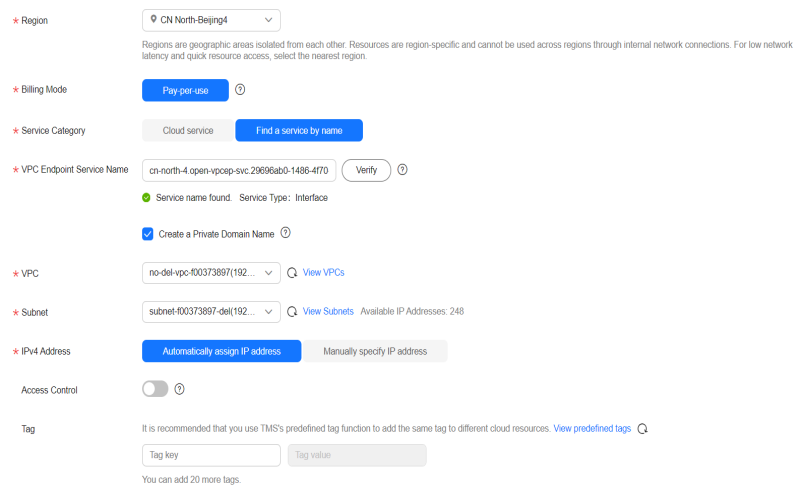 * Region
CN North-Beijing4
Regions are geographic areas isolated from each other. Resources are region-specific and cannot be used across regions through internal network connections. For low network
latency and quick resource access, select the nearest region.
* Billing Mode
Pay-per-use ?
* Service Category
Cloud service Find a service by name
* VPC Endpoint Service Name
cn-north-4.open-vpcep-svc.29696ab0-1486-4f70 Verify ?
Service name found. Service Type: Interface
Create a Private Domain Name ?
* VPC
no-del-vpc-f00373897(192... View VPCs
* Subnet
subnet-f00373897-del(192... View Subnets Available IP Addresses: 248
* IPv4 Address
Automatically assign IP address Manually specify IP address
Access Control ?
Tag
It is recommended that you use TMS's predefined tag function to add the same tag to different cloud resources. View predefined tags
Tag key Tag value
You can add 20 more tags.